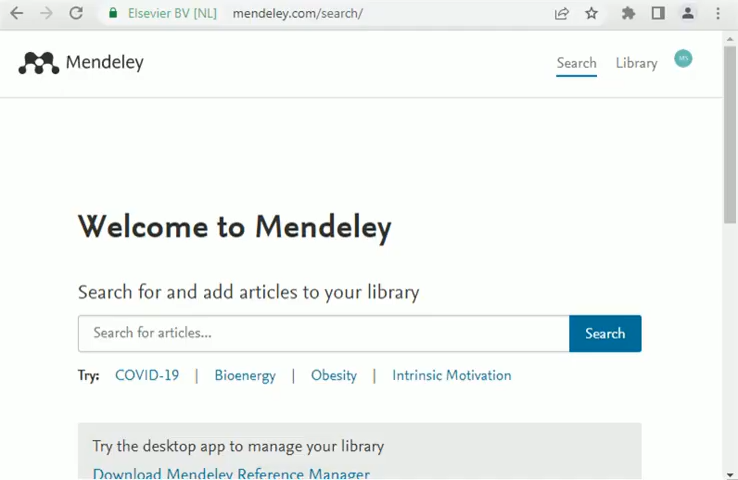 Elsevier BV [NL] mendeley.com/search/
Mendeley Search Library MS
Welcome to Mendeley
Search for and add articles to your library
Search for articles... Search
Try: COVID-19 | Bioenergy | Obesity | Intrinsic Motivation
Try the desktop app to manage your library
Download Mendeley Reference Manager